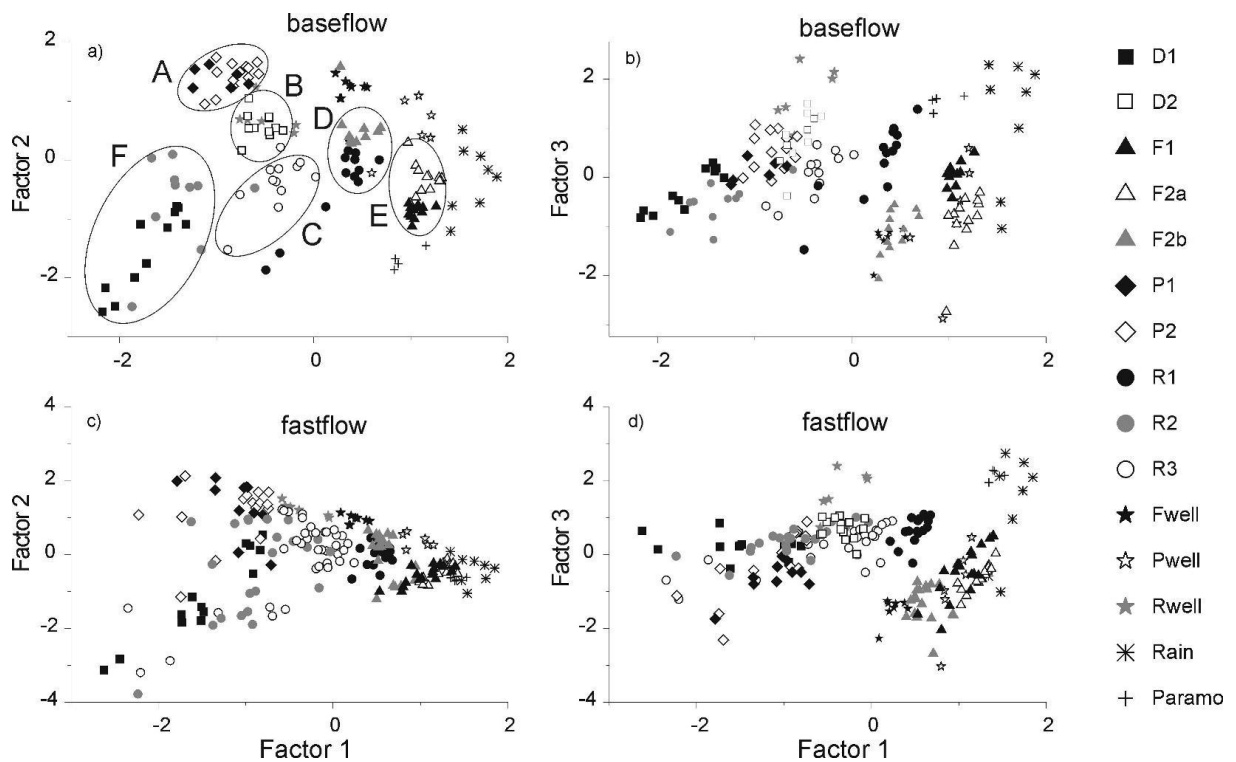 baseflow
a)
A
B
D
F
C
E
Factor 2
2
0
-2
-2
0
2
baseflow
b)
Factor 3
2
0
-2
-2
0
2
fastflow
c)
Factor 2
4
2
0
-2
-4
-2
0
2
Factor 1
fastflow
d)
Factor 3
4
2
0
-2
-4
-2
0
2
Factor 1
D1
D2
F1
F2a
F2b
P1
P2
R1
R2
R3
Fwell
Pwell
Rwell
Rain
Paramo